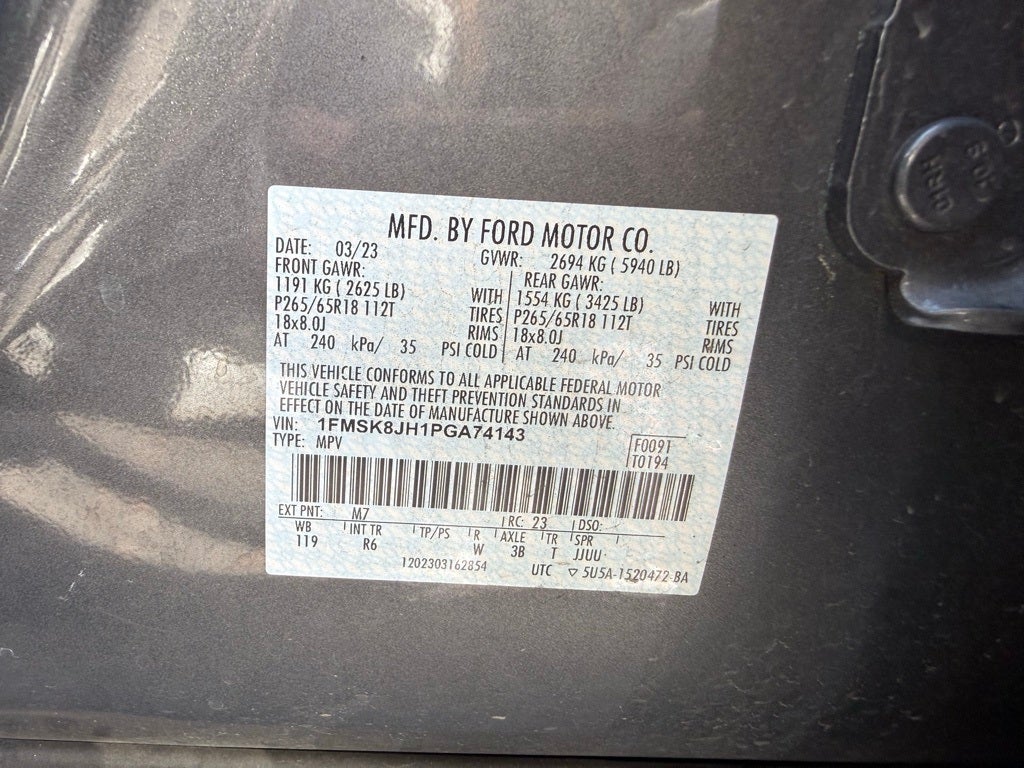 MFD. BY FORD MOTOR CO.
DATE: 03/23 GVWR: 2694 KG ( 5940 LB)
FRONT GAWR: REAR GAWR:
1191 KG ( 2625 LB) WITH 1554 KG ( 3425 LB) WITH
P265/65R18 112T TIRES P265/65R18 112T TIRES
18x8.0J RIMS 18x8.0J RIMS
AT 240 kPa/ 35 PSI COLD AT 240 kPa/ 35 PSI COLD
THIS VEHICLE CONFORMS TO ALL APPLICABLE FEDERAL MOTOR
VEHICLE SAFETY AND THEFT PREVENTION STANDARDS IN
EFFECT ON THE DATE OF MANUFACTURE SHOWN ABOVE.
VIN: 1FMSK8JH1PGA74143
TYPE: MPV
F0091
T0194
EXT PNT: M7 RC: 23 DSO:
WB INT TR TP/PS R AXLE TR SPR
119 R6 W 3B T JJUU
1202303162854 UTC ▽ 5U5A-1520472-BA